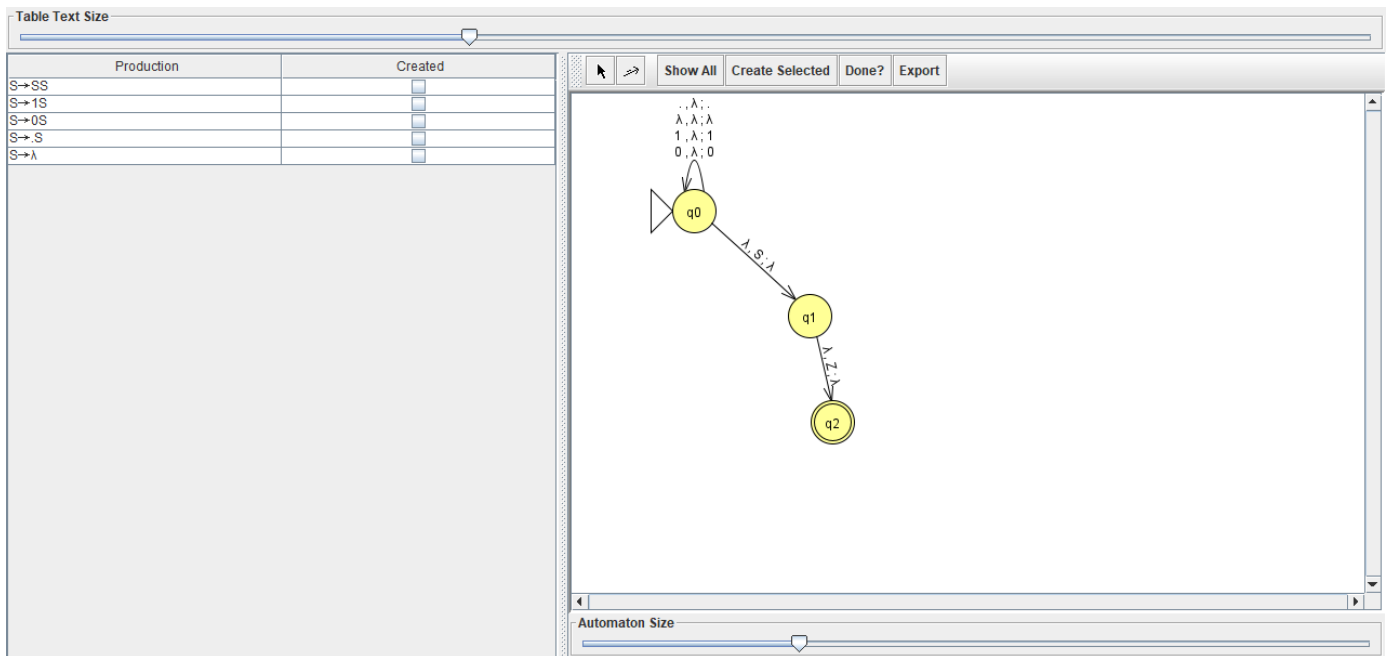 Table Text Size
Production Created
S→SS
S→1S
S→0S
S→.S
S→λ
Show All Create Selected Done? Export
. , λ ; .
λ , λ ; λ
1 , λ ; 1
0 , λ ; 0
q0
λ , S ; λ
q1
λ , Z ; λ
q2
Automaton Size